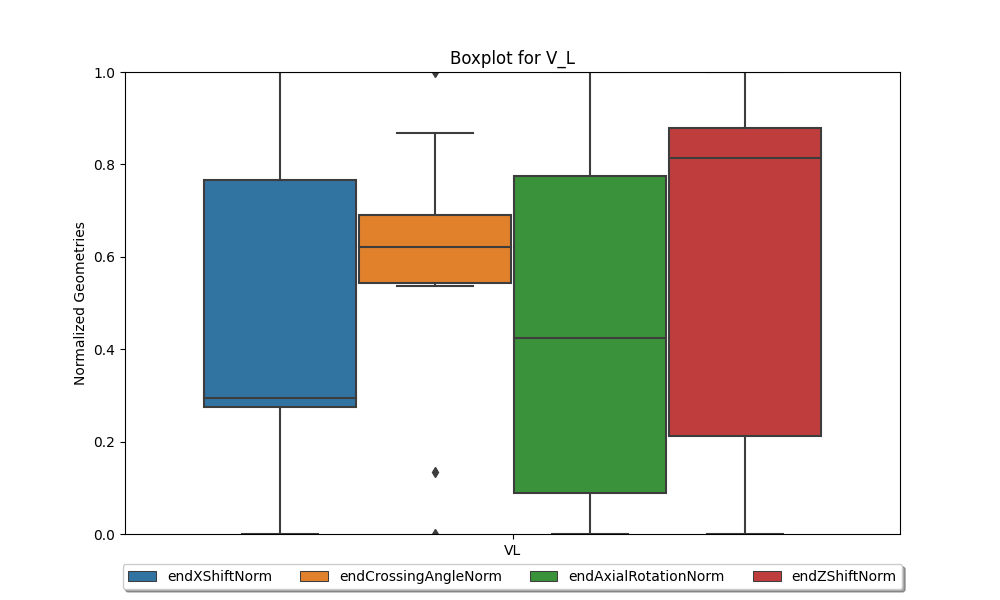 Boxplot for V_L
1.0
0.8
0.6
0.4
0.2
0.0
Normalized Geometries
VL
endXShiftNorm endCrossingAngleNorm endAxialRotationNorm endZShiftNorm